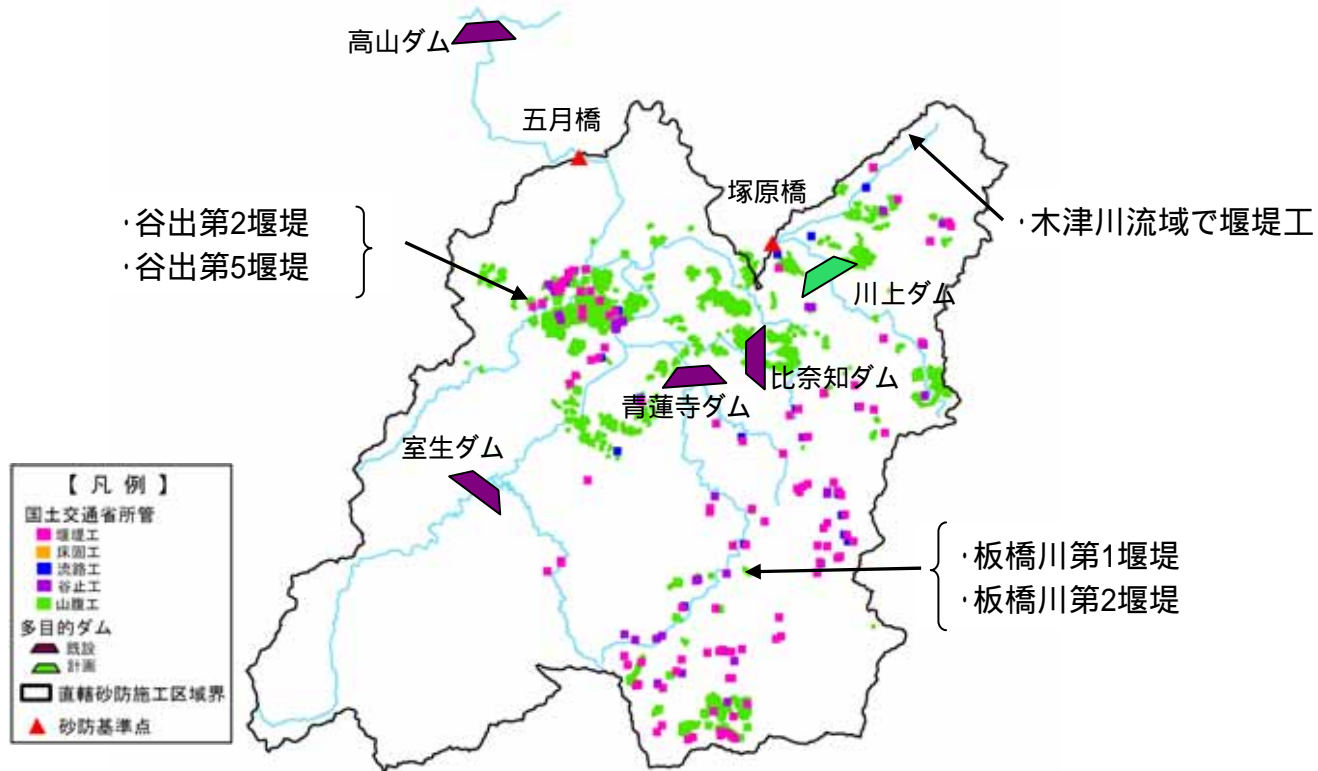 高山ダム
五月橋
塚原橋
・谷出第2堰堤
・谷出第5堰堤
・木津川流域で堰堤工
川上ダム
比奈知ダム
青蓮寺ダム
室生ダム
・板橋川第1堰堤
・板橋川第2堰堤
【 凡 例 】
国土交通省所管
堰堤工
床固工
流路工
谷止工
山腹工
多目的ダム
既設
計画
直轄砂防施工区域界
砂防基準点